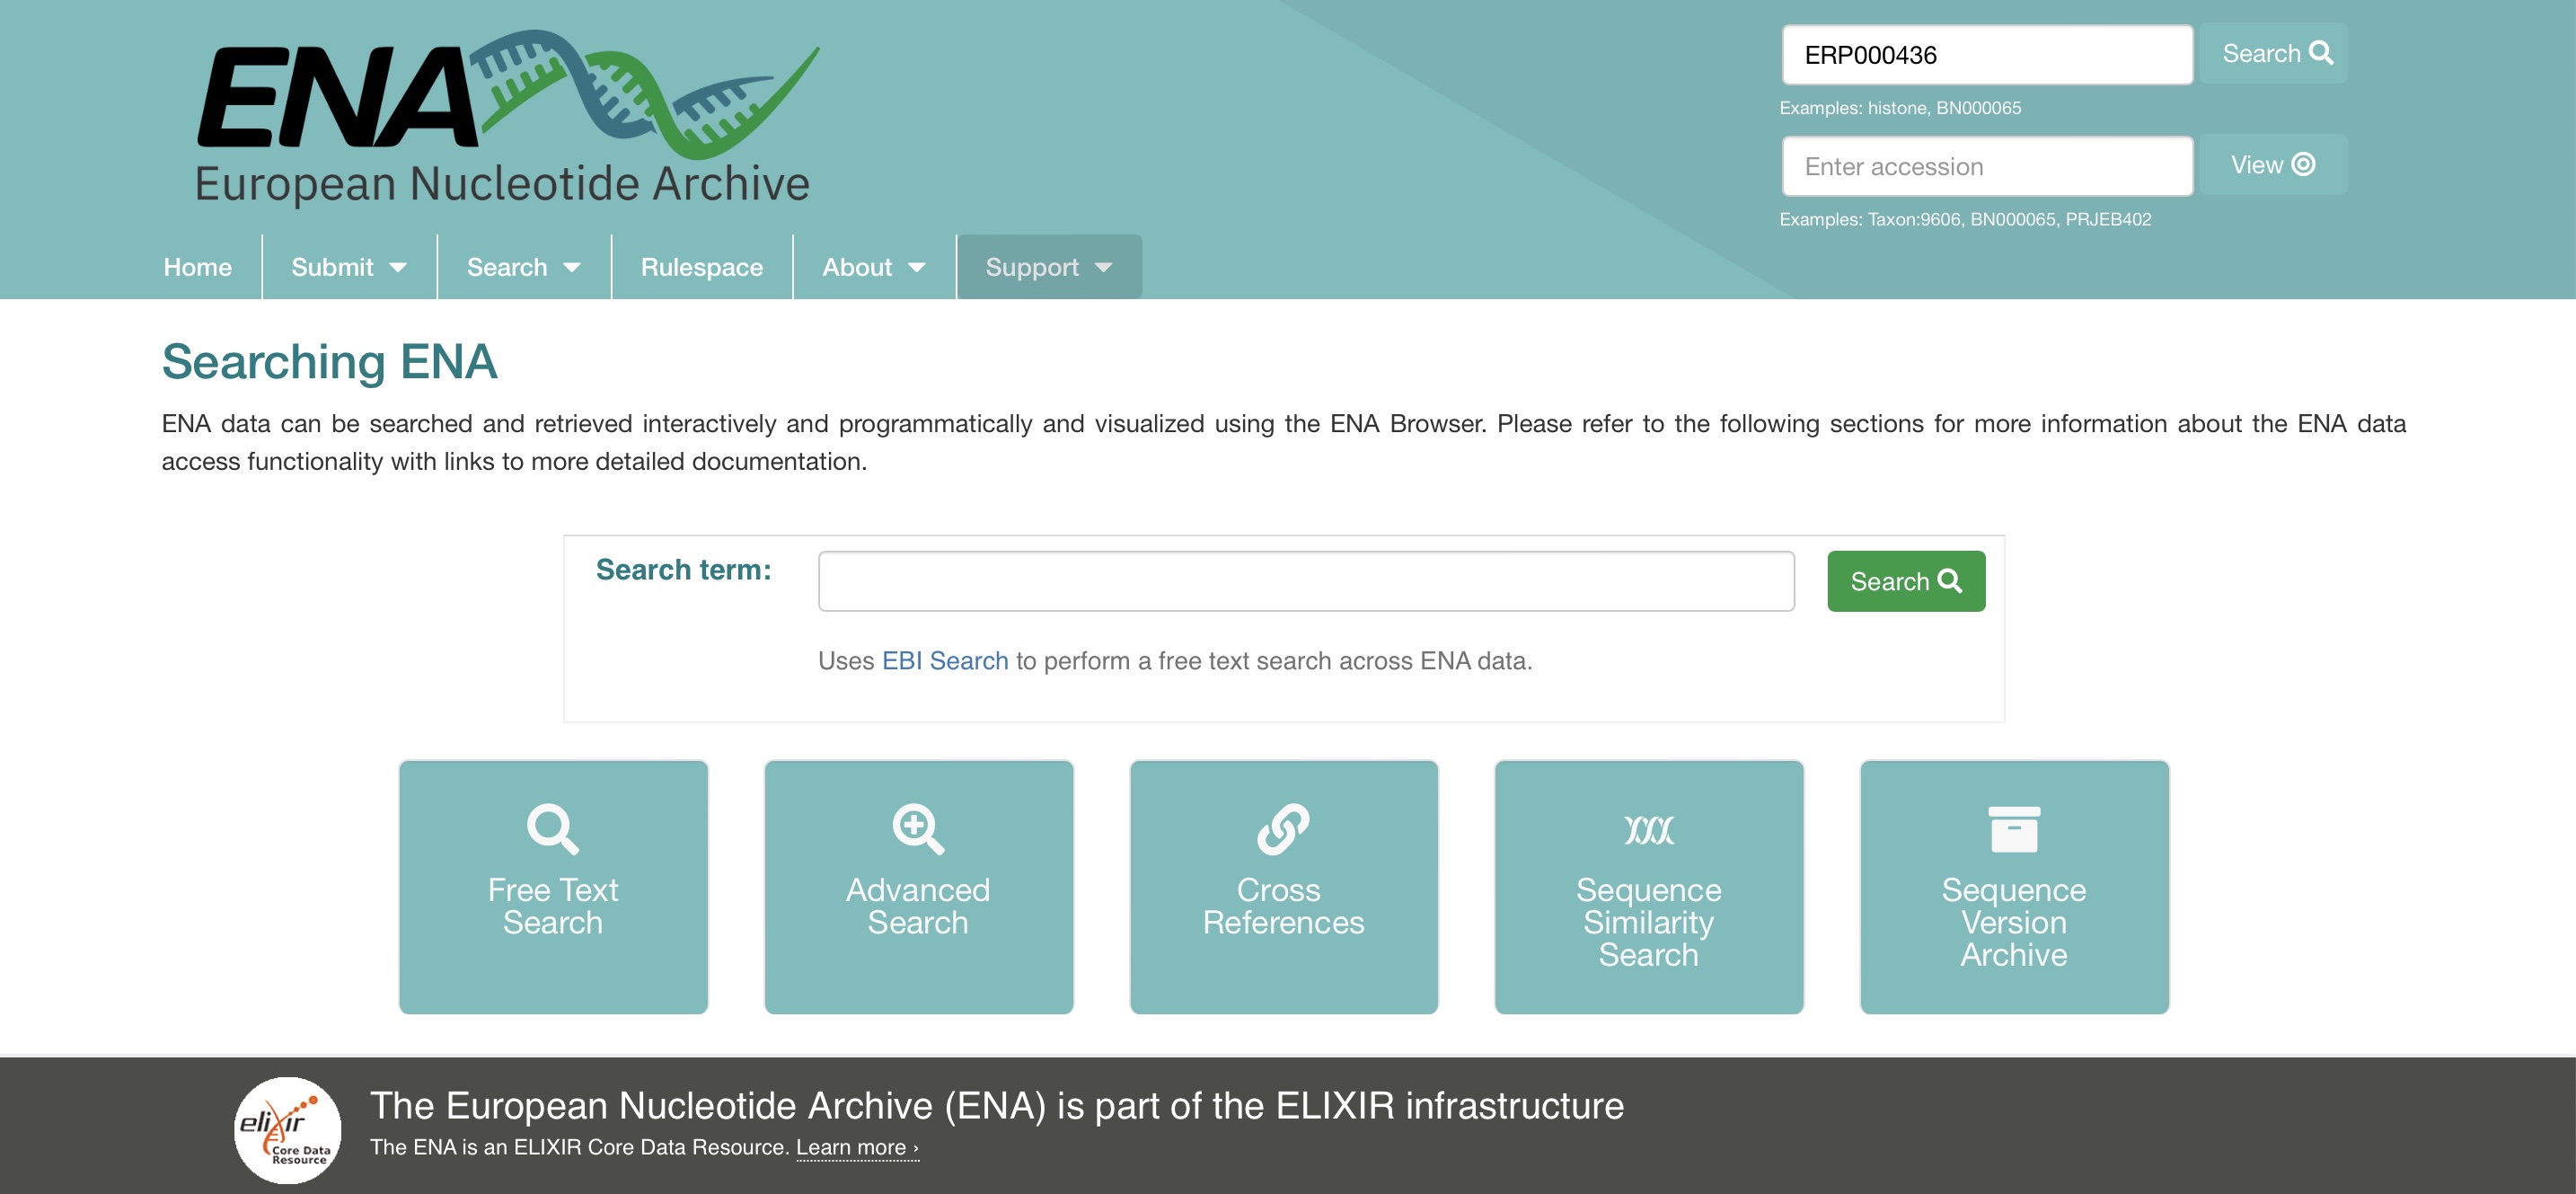 ENA
European Nucleotide Archive
ERP000436
Search
Examples: histone, BN000065
Enter accession
View
Examples: Taxon:9606, BN000065, PRJEB402
Home
Submit
Search
Rulespace
About
Support
Searching ENA
ENA data can be searched and retrieved interactively and programmatically and visualized using the ENA Browser. Please refer to the following sections for more information about the ENA data
access functionality with links to more detailed documentation.
Search term:
Search
Uses EBI Search to perform a free text search across ENA data.
Free Text
Search
Advanced
Search
Cross
References
Sequence
Similarity
Search
Sequence
Version
Archive
elixir
Core Data
Resource
The European Nucleotide Archive (ENA) is part of the ELIXIR infrastructure
The ENA is an ELIXIR Core Data Resource. Learn more ›